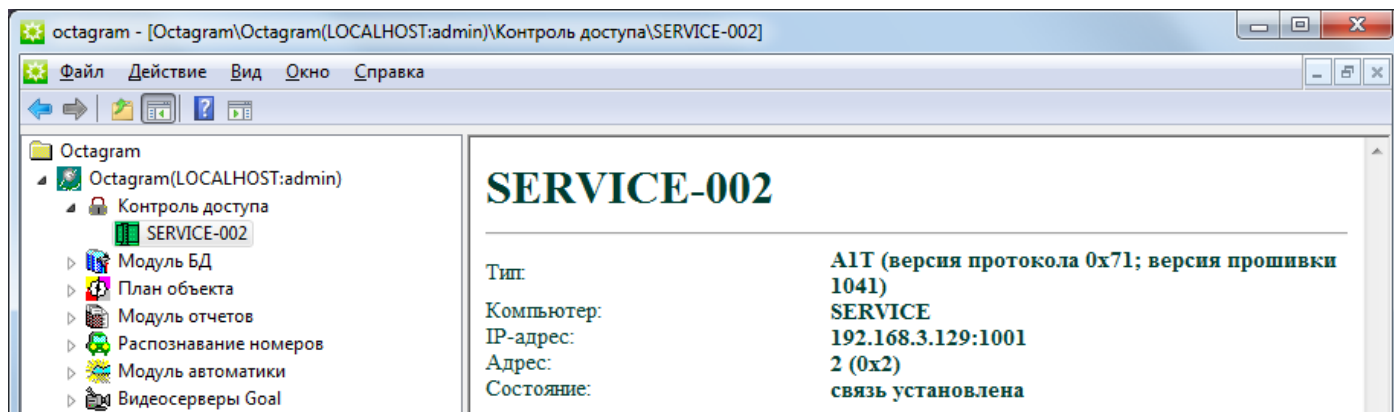 octagram - [Octagram\Octagram(LOCALHOST:admin)\Контроль доступа\SERVICE-002]
Файл Действие Вид Окно Справка
Octagram
Octagram(LOCALHOST:admin)
Контроль доступа
SERVICE-002
Модуль БД
План объекта
Модуль отчетов
Распознавание номеров
Модуль автоматики
Видеосерверы Goal
SERVICE-002
Тип: A1T (версия протокола 0x71; версия прошивки
1041)
Компьютер: SERVICE
IP-адрес: 192.168.3.129:1001
Адрес: 2 (0x2)
Состояние: связь установлена